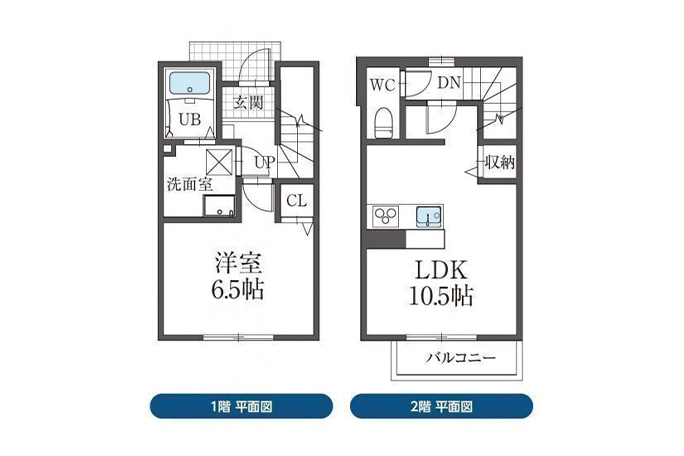 玄関
UB
UP
洗面室
CL
洋室
6.5帖
1階 平面図
WC
DN
収納
LDK
10.5帖
バルコニー
2階 平面図